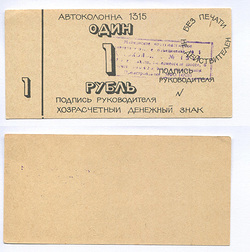 АВТОКОЛОННА 1315
ОДИН
1
РУБЛЬ
1
БЕЗ ПЕЧАТИ
НЕДЕЙСТВИТЕЛЕН
ПОДПИСЬ
РУКОВОДИТЕЛЯ
ПОДПИСЬ РУКОВОДИТЕЛЯ
ХОЗРАСЧЕТНЫЙ ДЕНЕЖНЫЙ ЗНАК